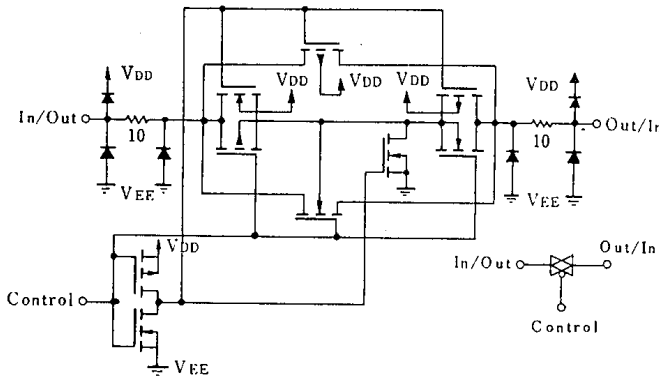 VDD
VDD
VDD
VDD
VDD
In/Out
10
10
Out/In
VEE
VEE
VDD
In/Out
Out/In
Control
Control
VEE